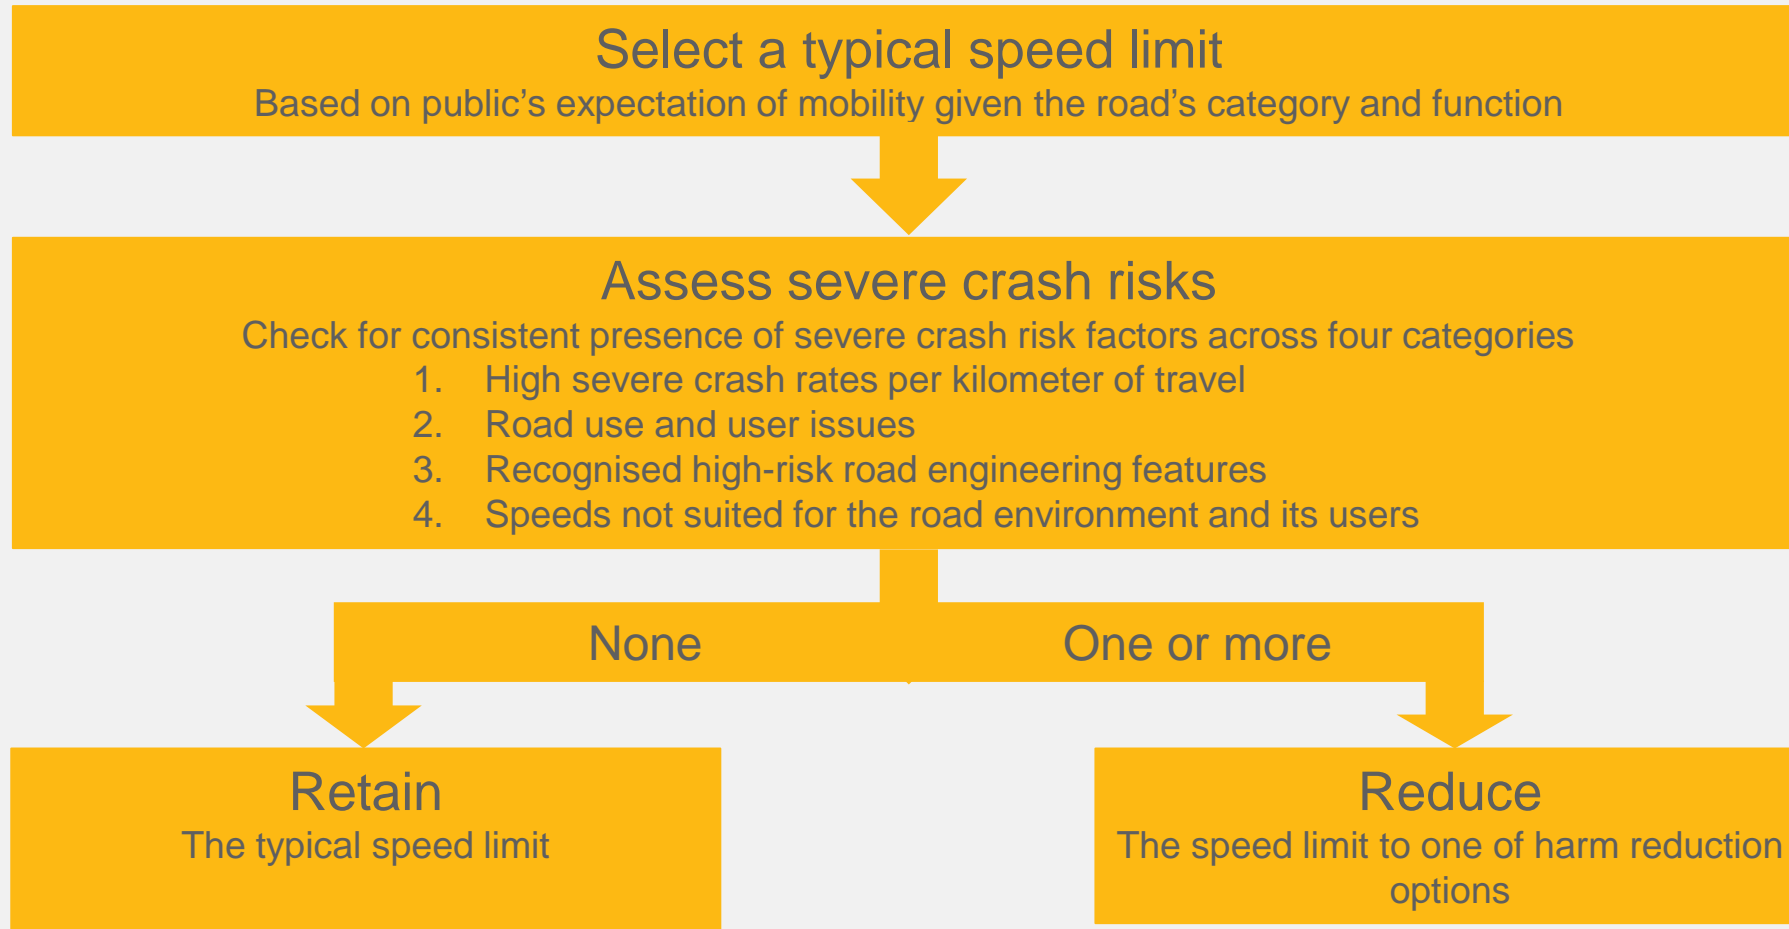 Select a typical speed limit
Based on public's expectation of mobility given the road's category and function
Assess severe crash risks
Check for consistent presence of severe crash risk factors across four categories
1. High severe crash rates per kilometer of travel
2. Road use and user issues
3. Recognised high-risk road engineering features
4. Speeds not suited for the road environment and its users
None
One or more
Retain
The typical speed limit
Reduce
The speed limit to one of harm reduction
options